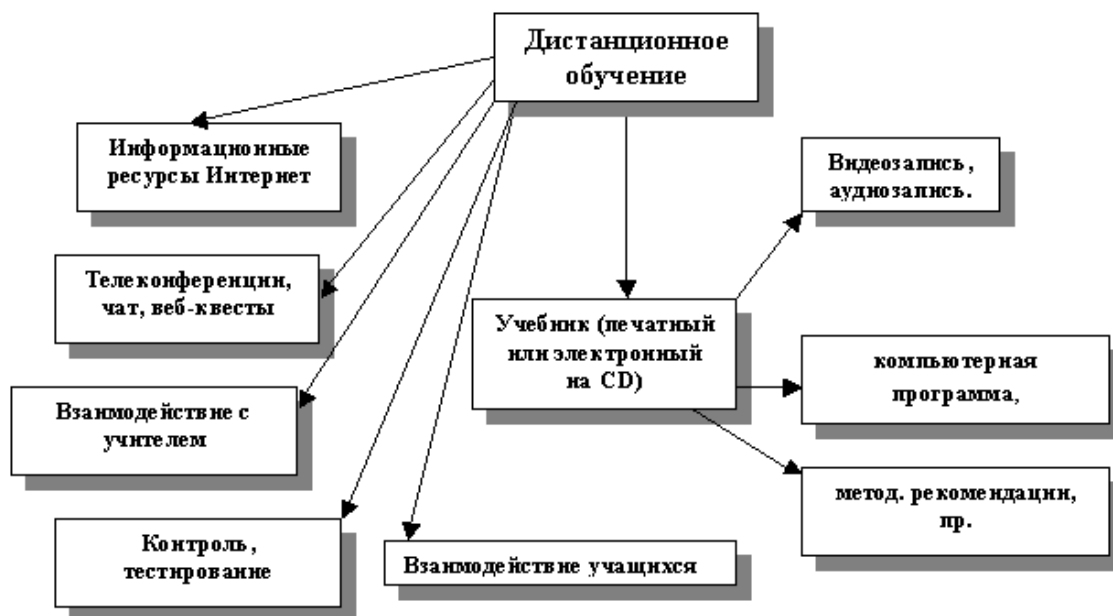 Дистанционное
обучение
Информационные
ресурсы Интернет
Видеозапись,
аудиозапись.
Телеконференции,
чат, веб-квесты
Учебник (печатный
или электронный
на CD)
компьютерная
программа,
Взаимодействие с
учителем
метод. рекомендации,
пр.
Контроль,
тестирование
Взаимодействие учащихся